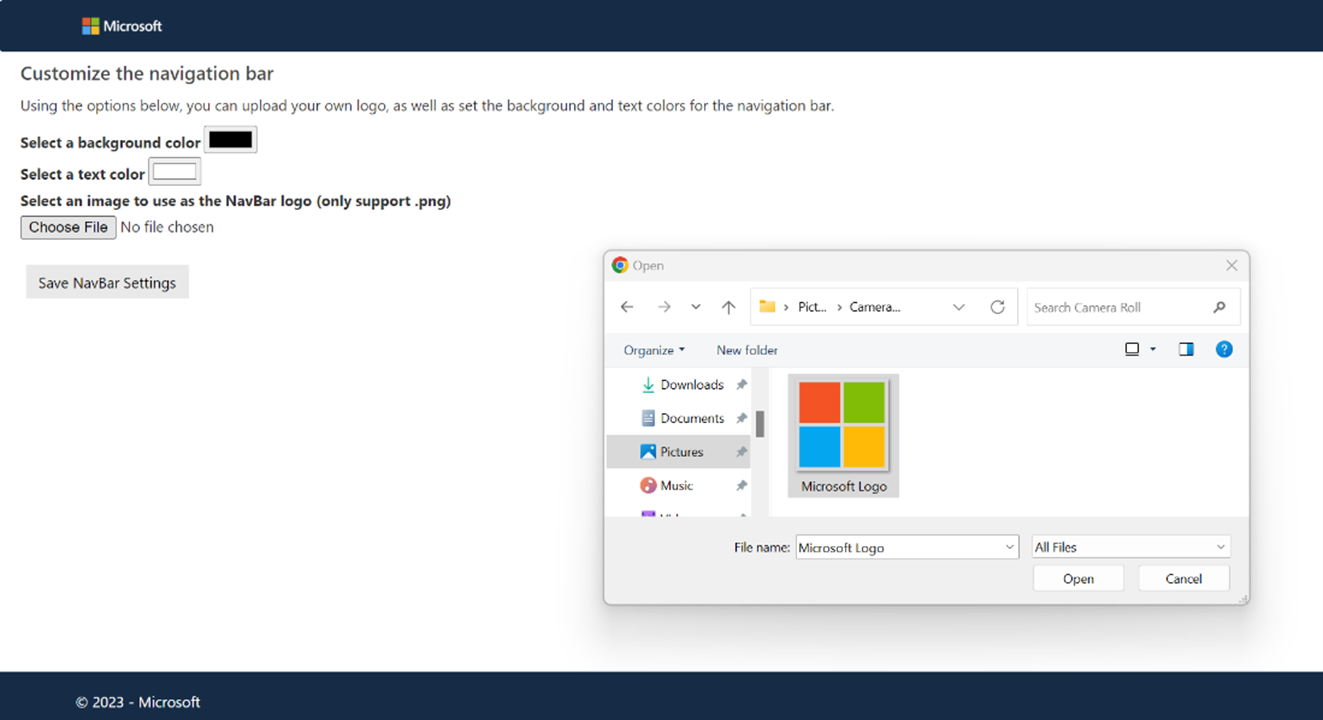 Microsoft
Customize the navigation bar
Using the options below, you can upload your own logo, as well as set the background and text colors for the navigation bar.
Select a background color
Select a text color
Select an image to use as the NavBar logo (only support .png)
Choose File No file chosen
Save NavBar Settings
Open
Pict... › Camera...
Search Camera Roll
Organize
New folder
?
Downloads
Documents
Pictures
Music
Microsoft Logo
File name: Microsoft Logo
All Files
Open
Cancel
© 2023 - Microsoft